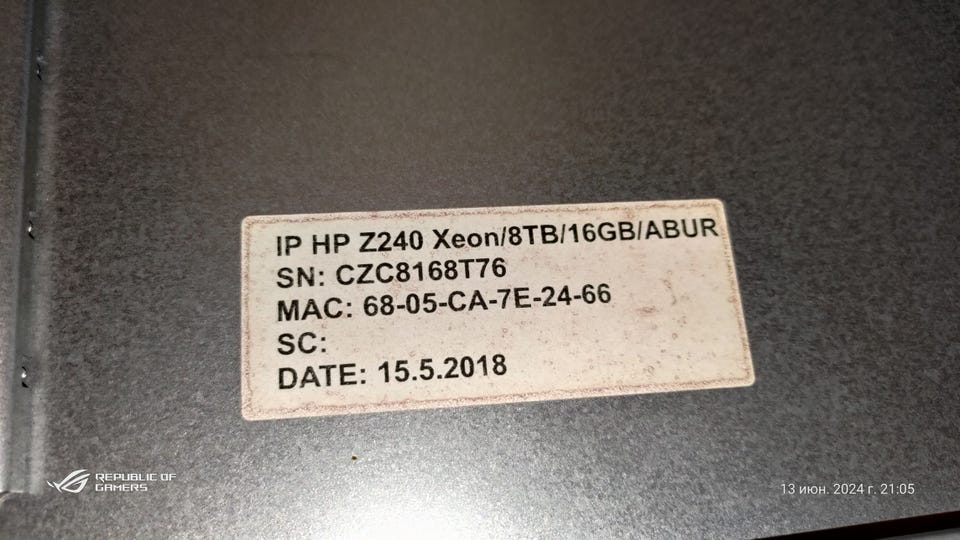 IP HP Z240 Xeon/8TB/16GB/ABUR
SN: CZC8168T76
MAC: 68-05-CA-7E-24-66
SC:
DATE: 15.5.2018
REPUBLIC OF
GAMERS
13 июн. 2024 г. 21:05